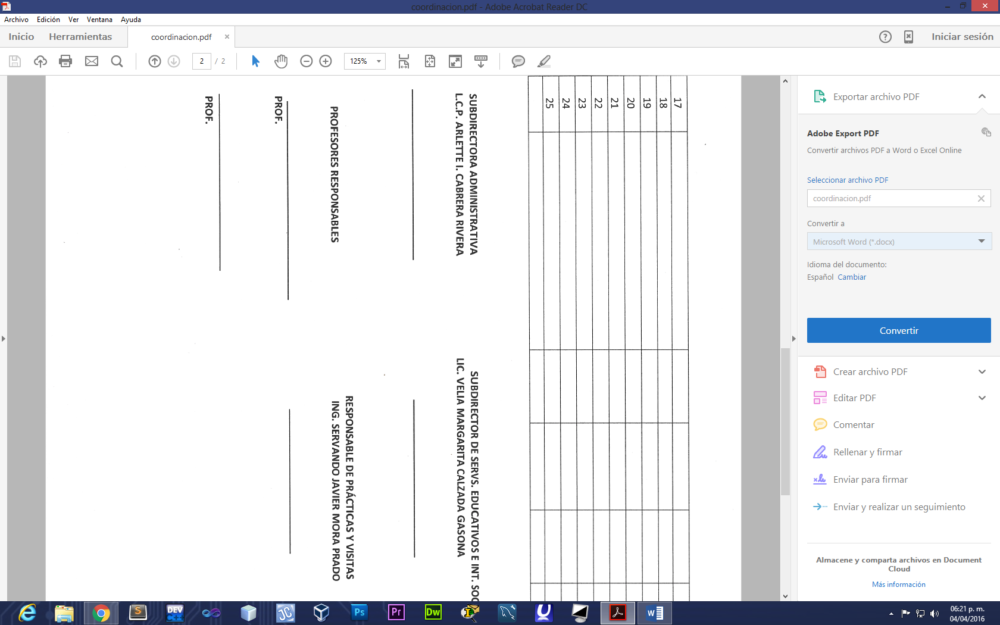 coordinacion.pdf - Adobe Acrobat Reader DC
Archivo Edición Ver Ventana Ayuda
Inicio Herramientas coordinacion.pdf Iniciar sesión
2 / 2 125%
17
18
19
20
21
22
23
24
25
SUBDIRECTORA ADMINISTRATIVA
L.C.P. ARLETTE I. CABRERA RIVERA
SUBDIRECTOR DE SERVS. EDUCATIVOS E INT. SOC
LIC. VELIA MARGARITA CALZADA GASONA
PROFESORES RESPONSABLES
PROF.
PROF.
RESPONSABLE DE PRÁCTICAS Y VISITAS
ING. SERVANDO JAVIER MORA PRADO
Exportar archivo PDF
Adobe Export PDF
Convertir archivos PDF a Word o Excel Online
Seleccionar archivo PDF
coordinacion.pdf
Convertir a
Microsoft Word (*.docx)
Idioma del documento:
Español Cambiar
Convertir
Crear archivo PDF
Editar PDF
Comentar
Rellenar y firmar
Enviar para firmar
Enviar y realizar un seguimiento
Almacene y comparta archivos en Document
Cloud
Más información
DEV C++
Ps
Pr
Dw
06:21 p. m.
04/04/2016